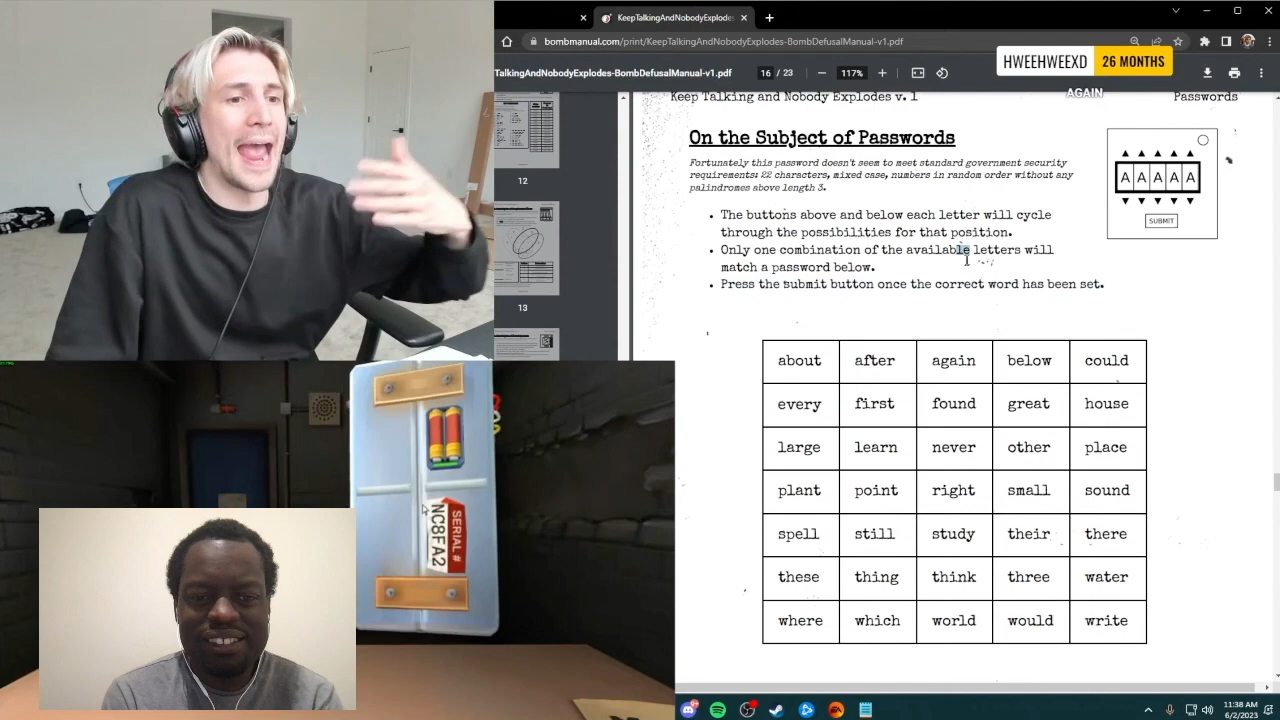 KeepTalkingAndNobodyExplodes
bombmanual.com/print/KeepTalkingAndNobodyExplodes-BombDefusalManual-v1.pdf
HWEEHWEEXD 26 MONTHS
TalkingAndNobodyExplodes-BombDefusalManual-v1.pdf
16 / 23
117%
AGAIN
Keep Talking and Nobody Explodes v. 1
Passwords
On the Subject of Passwords
Fortunately this password doesn't seem to meet standard government security
requirements: 22 characters, mixed case, numbers in random order without any
palindromes above length 3.
The buttons above and below each letter will cycle
through the possibilities for that position.
Only one combination of the available letters will
match a password below.
Press the submit button once the correct word has been set.
A A A A A
SUBMIT
12
13
about after again below could
every first found great house
large learn never other place
plant point right small sound
spell still study their there
these thing think three water
where which world would write
SERIAL #
NC8FA2
EA
11:38 AM
6/2/2023